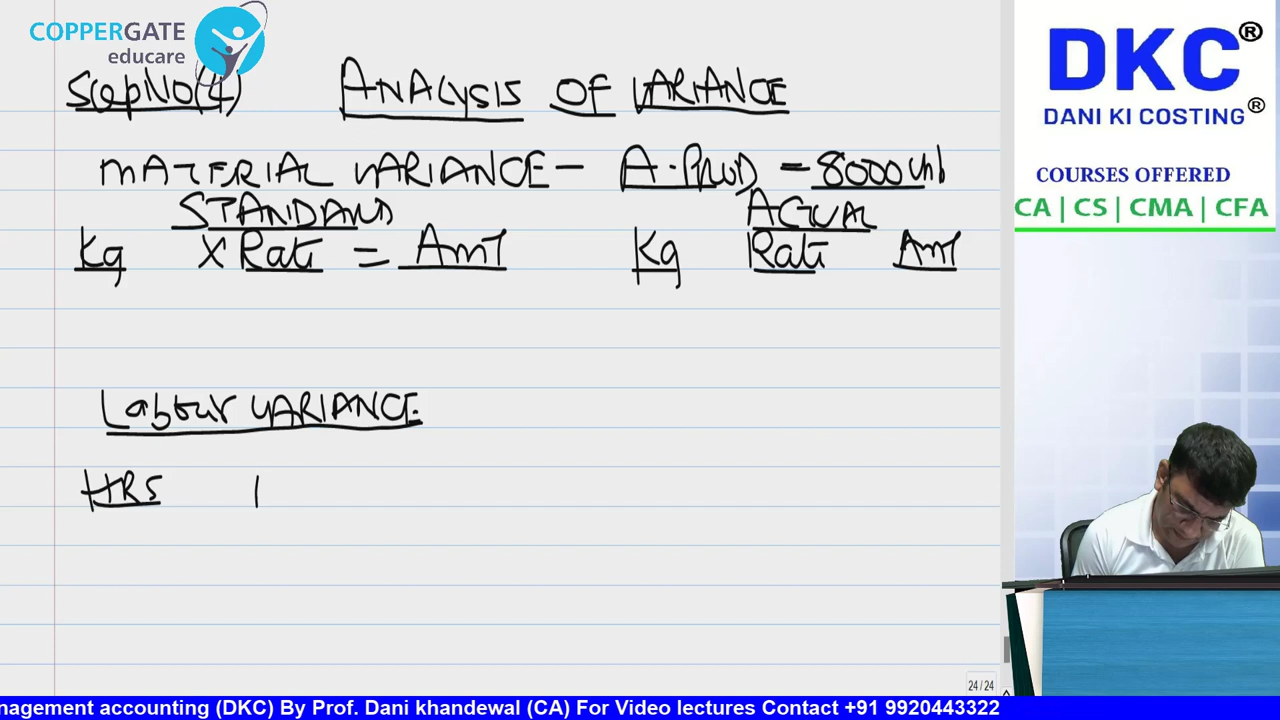 COPPERGATE
educare
Step No (4) ANALYSIS OF VARIANCE
MATERIAL VARIANCE - A. PROD = 8000 Unit
STANDARD ACTUAL
Kg X Rate = AmT Kg Rate AmT
Labour VARIANCE
HRS
24 / 24
DKC®
DANI KI COSTING®
COURSES OFFERED
CA | CS | CMA | CFA
nagement accounting (DKC) By Prof. Dani khandewal (CA) For Video lectures Contact +91 9920443322